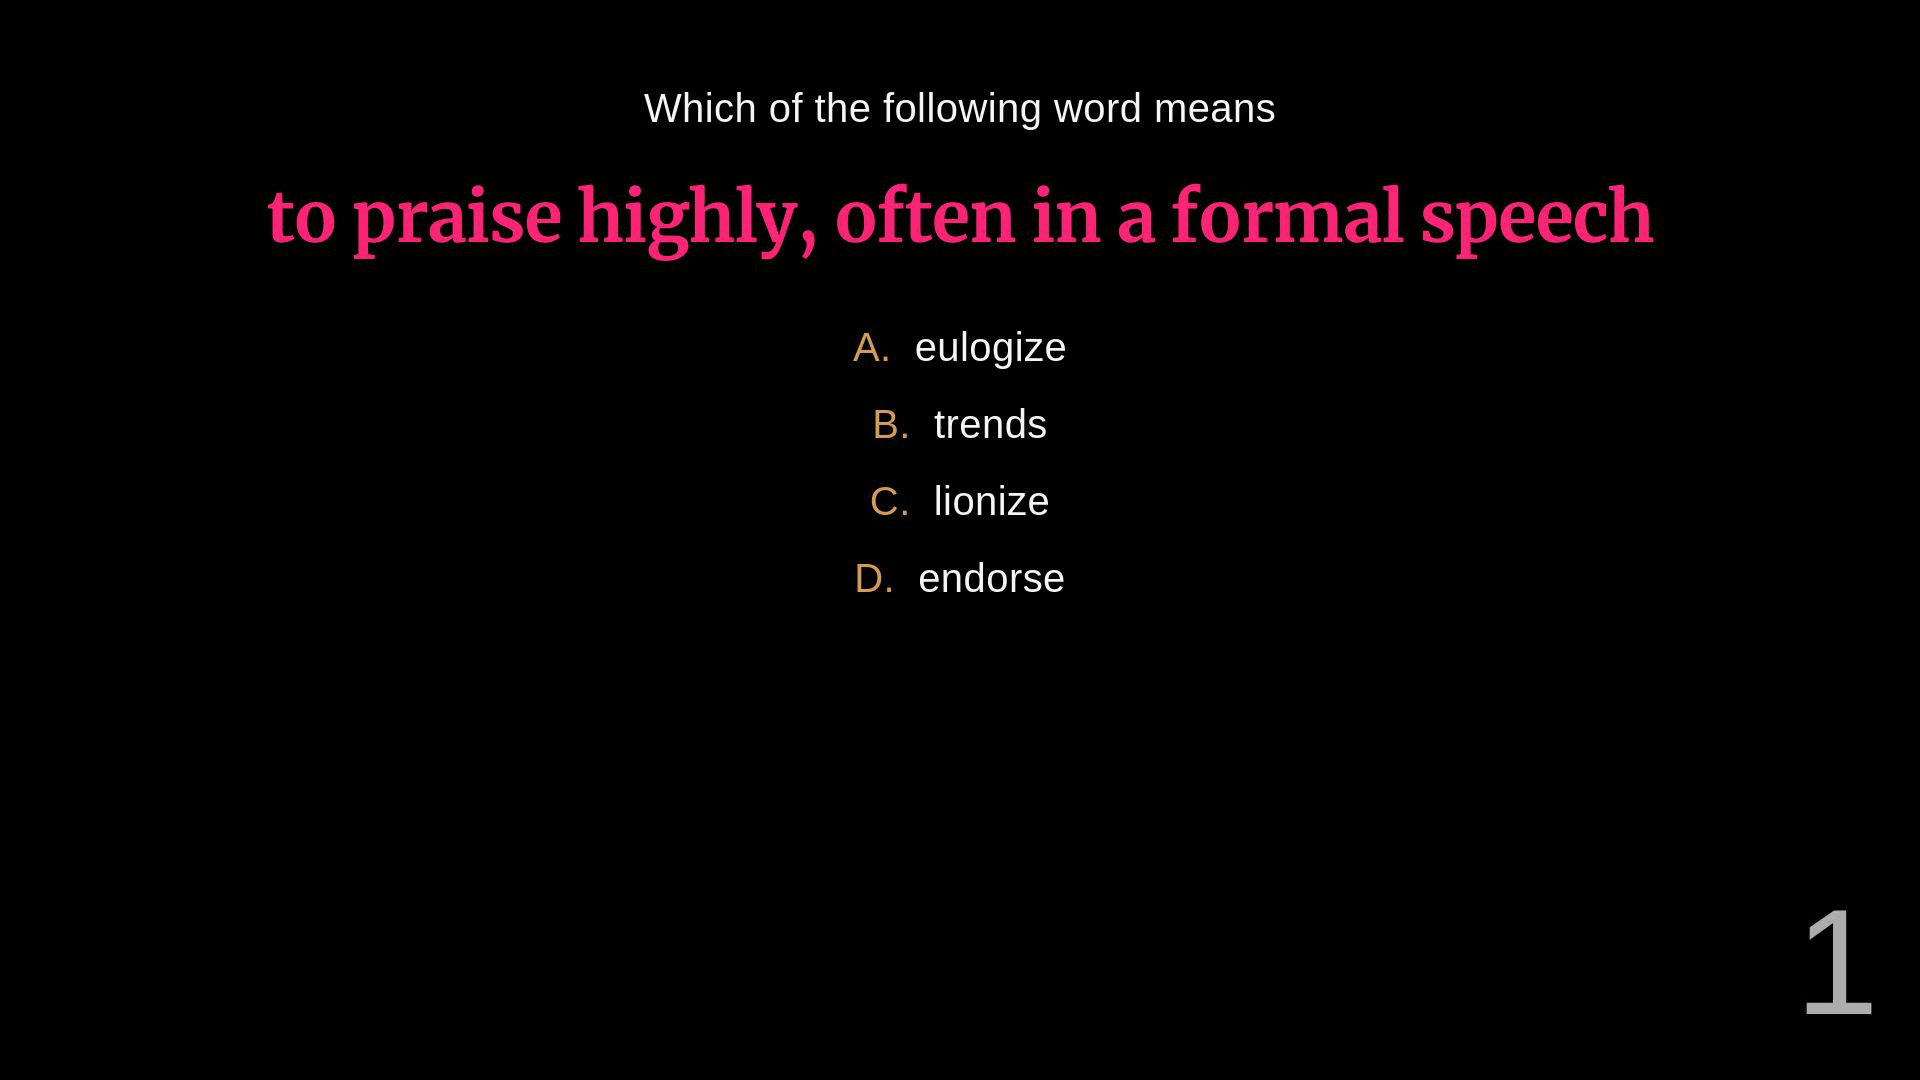 Which of the following word means
to praise highly, often in a formal speech
A. eulogize
B. trends
C. lionize
D. endorse
1